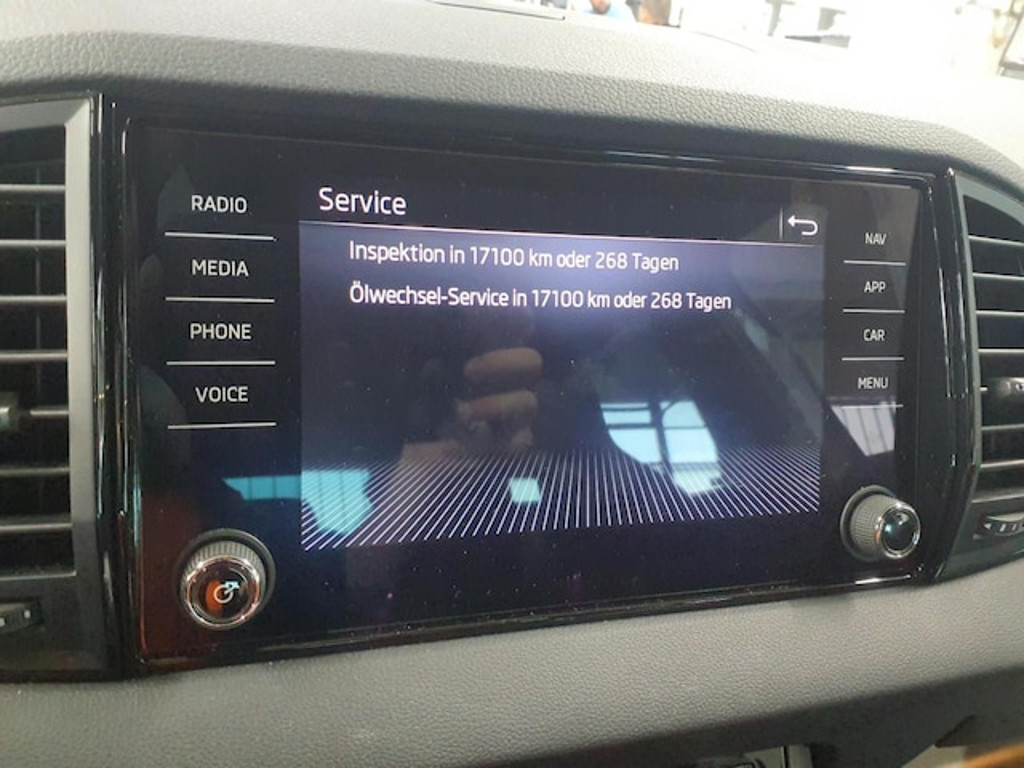 RADIO
MEDIA
PHONE
VOICE
Service
Inspektion in 17100 km oder 268 Tagen
Ölwechsel-Service in 17100 km oder 268 Tagen
NAV
APP
CAR
MENU